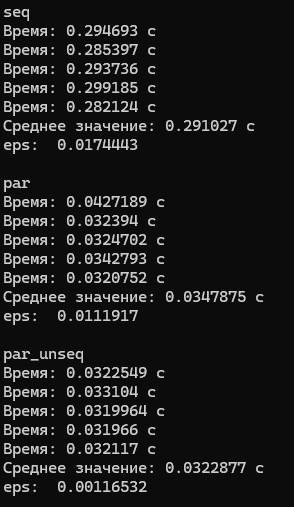 seq
Время: 0.294693 с
Время: 0.285397 с
Время: 0.293736 с
Время: 0.299185 с
Время: 0.282124 с
Среднее значение: 0.291027 с
eps:  0.0174443
par
Время: 0.0427189 с
Время: 0.032394 с
Время: 0.0324702 с
Время: 0.0342793 с
Время: 0.0320752 с
Среднее значение: 0.0347875 с
eps:  0.0111917
par_unseq
Время: 0.0322549 с
Время: 0.033104 с
Время: 0.0319964 с
Время: 0.031966 с
Время: 0.032117 с
Среднее значение: 0.0322877 с
eps:  0.00116532